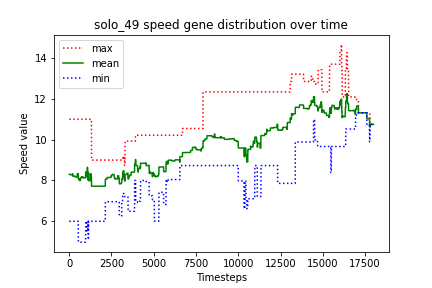 solo_49 speed gene distribution over time
max
mean
min
Speed value
14
12
10
8
6
0
2500
5000
7500
10000
12500
15000
17500
Timesteps